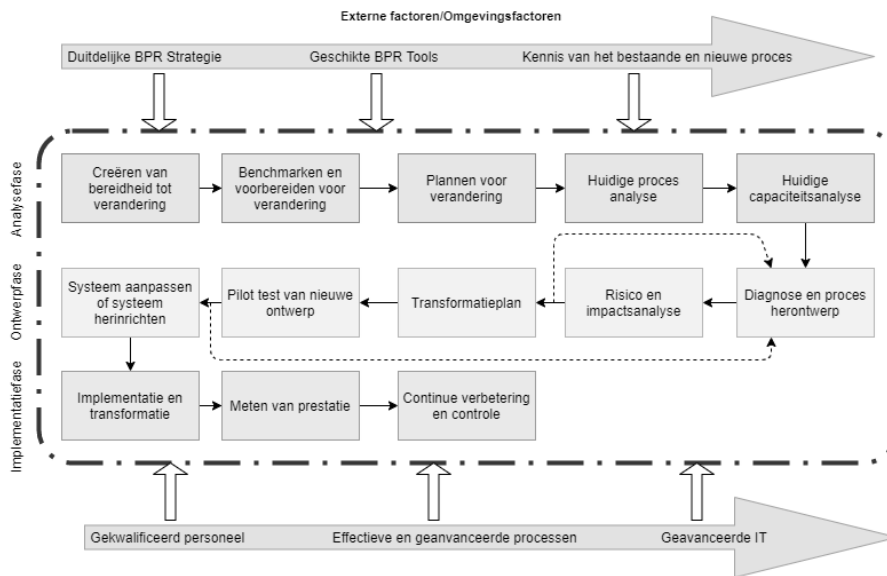 Externe factoren/Omgevingsfactoren
Duitdelijke BPR Strategie
Geschikte BPR Tools
Kennis van het bestaande en nieuwe proces
Analysefase
Creëren van
bereidheid tot
verandering
Benchmarken en
voorbereiden voor
verandering
Plannen voor
verandering
Huidige proces
analyse
Huidige
capaciteitsanalyse
Ontwerpfase
Systeem aanpassen
of systeem
herinrichten
Pilot test van nieuwe
ontwerp
Transformatieplan
Risico en
impactsanalyse
Diagnose en proces
herontwerp
Implementatiefase
Implementatie en
transformatie
Meten van prestatie
Continue verbetering
en controle
Gekwalificeerd personeel
Effectieve en geanvanceerde processen
Geavanceerde IT